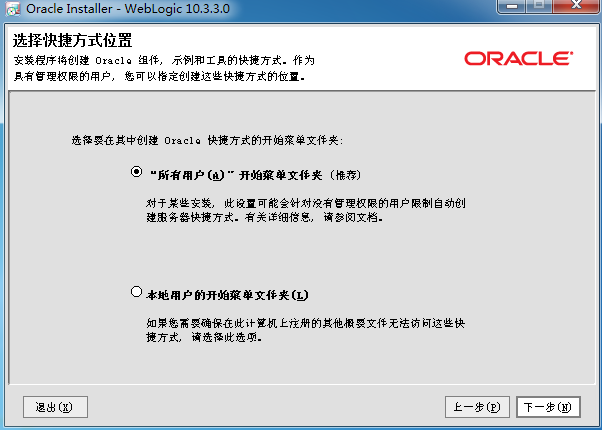 Oracle Installer - WebLogic 10.3.3.0
选择快捷方式位置
安装程序将创建 Oracle 组件, 示例和工具的快捷方式。作为
具有管理权限的用户, 您可以指定创建这些快捷方式的位置。
ORACLE®
选择要在其中创建 Oracle 快捷方式的开始菜单文件夹:
"所有用户(A)"开始菜单文件夹 (推荐)
对于某些安装, 此设置可能会针对没有管理权限的用户限制自动创
建服务器快捷方式。有关详细信息, 请参阅文档。
本地用户的开始菜单文件夹(L)
如果您需要确保在此计算机上注册的其他概要文件无法访问这些快
捷方式, 请选择此选项。
退出(X)
上一步(P)
下一步(N)